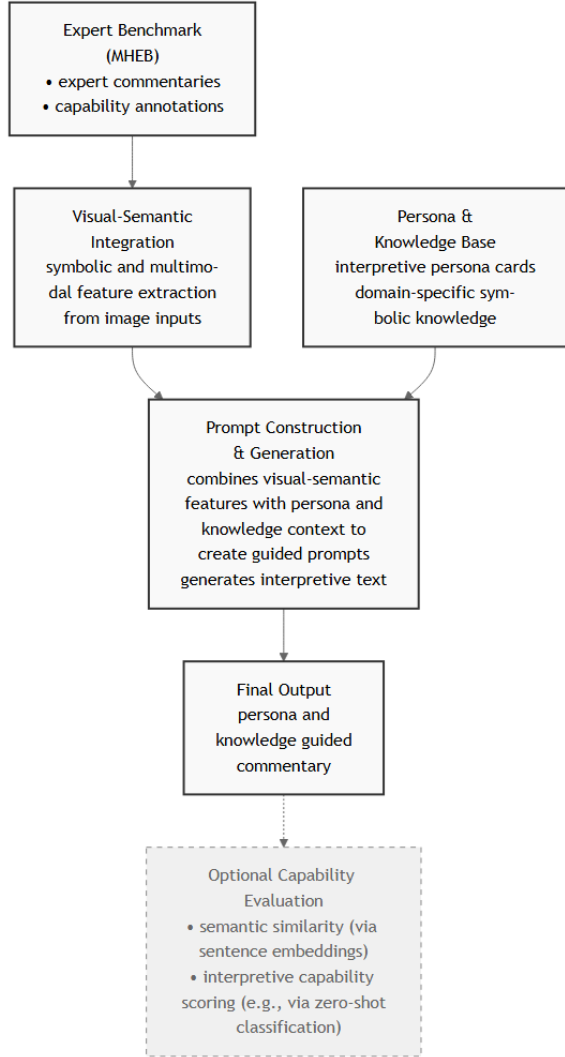 Expert Benchmark
(MHEB)
• expert commentaries
• capability annotations
Visual-Semantic
Integration
symbolic and multimo-
dal feature extraction
from image inputs
Persona &
Knowledge Base
interpretive persona cards
domain-specific sym-
bolic knowledge
Prompt Construction
& Generation
combines visual-semantic
features with persona and
knowledge context to
create guided prompts
generates interpretive text
Final Output
persona and
knowledge guided
commentary
Optional Capability
Evaluation
• semantic similarity (via
sentence embeddings)
• interpretive capability
scoring (e.g., via zero-shot
classification)